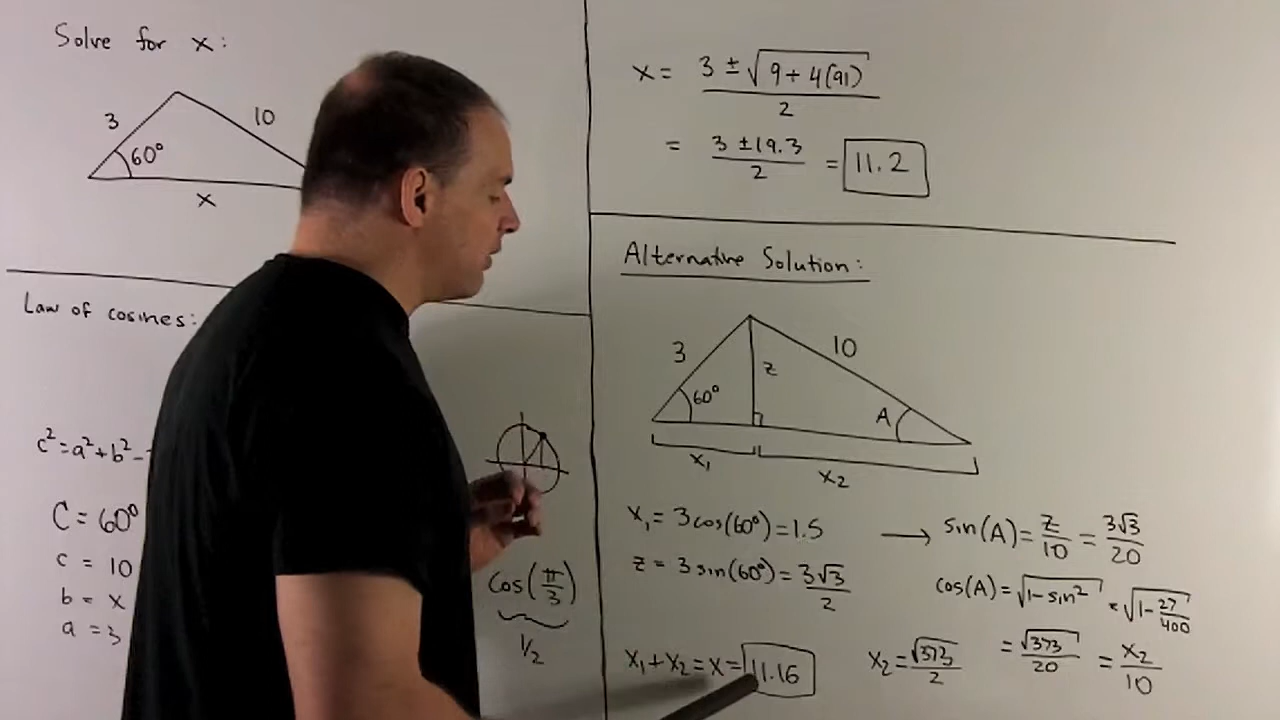 Solve for x:
3
10
60°
x
Law of cosines:
c²=a²+b²-
C=60°
c = 10
b = x
a = 3
cos(π/3)
1/2
x= (3 ± √(9+4(91)))/2
= (3 ±19.3)/2 = 11.2
Alternative Solution:
3
10
z
60°
A
x₁
x₂
x₁= 3cos(60°)=1.5
z = 3 sin(60°)= 3√3/2
→ sin(A)= z/10 = 3√3/20
cos(A)=√(1-sin²) = √(1-27/400)
= √373/20 = x₂/10
x₂= √373/2
x₁+x₂=x= 11.16